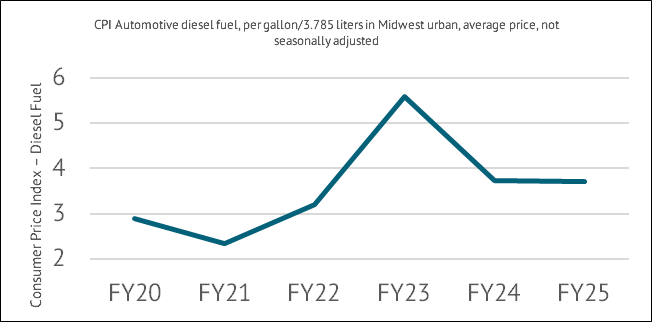 CPI Automotive diesel fuel, per gallon/3.785 liters in Midwest urban, average price, not
seasonally adjusted
Consumer Price Index – Diesel Fuel
6
5
4
3
2
FY20 FY21 FY22 FY23 FY24 FY25